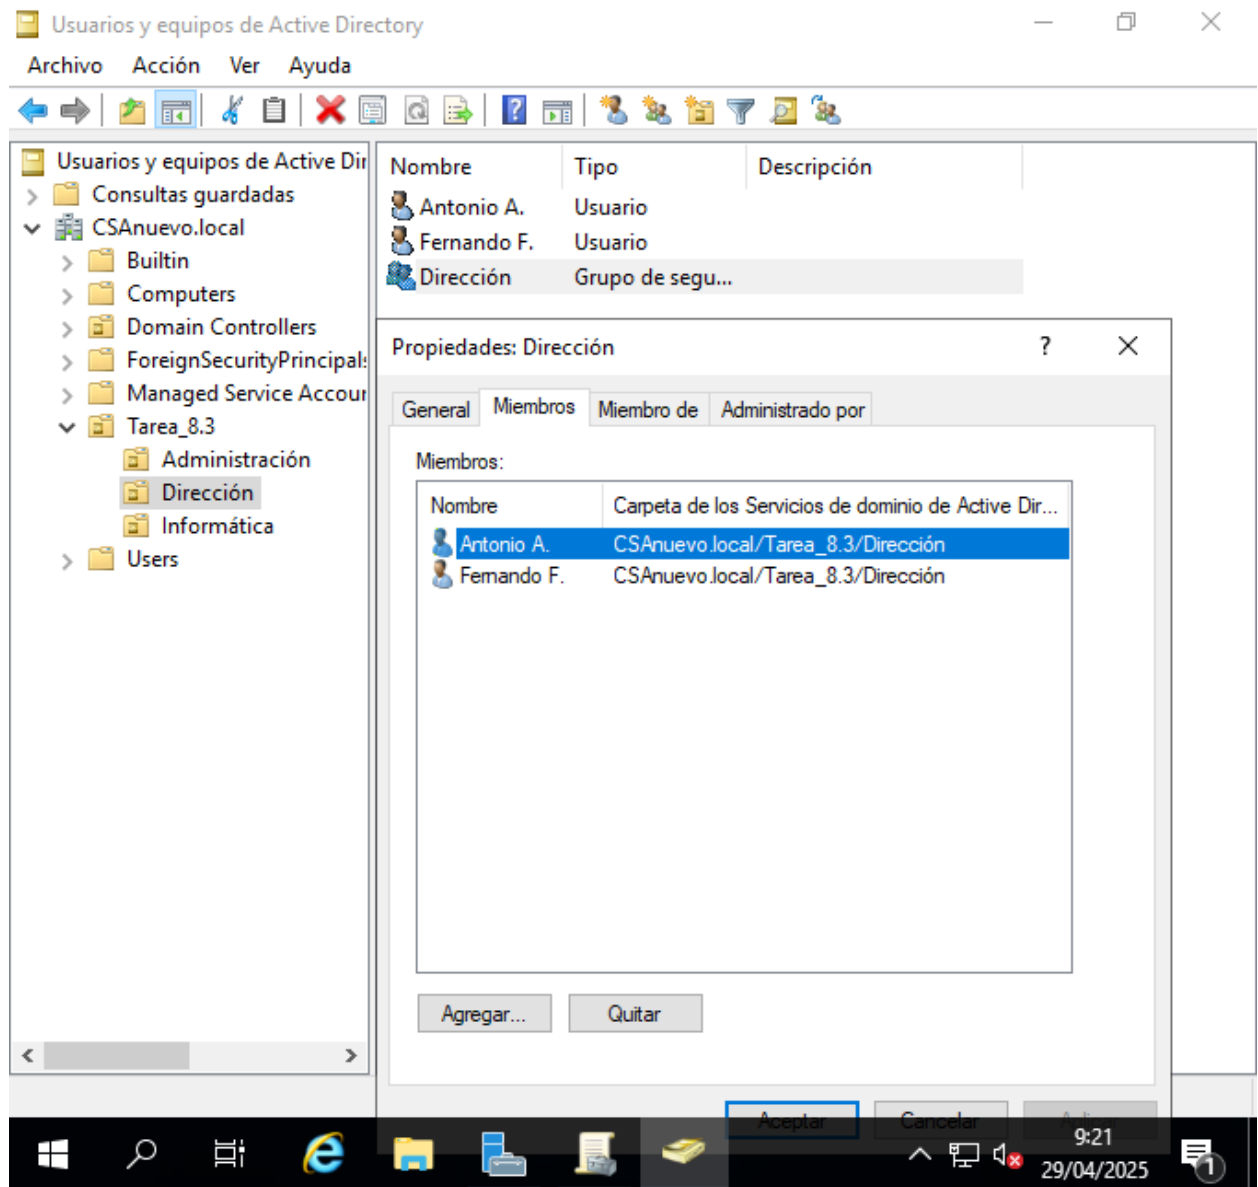 Usuarios y equipos de Active Directory
Archivo Acción Ver Ayuda
Usuarios y equipos de Active Dir
Consultas guardadas
CSAnuevo.local
Builtin
Computers
Domain Controllers
ForeignSecurityPrincipals
Managed Service Accour
Tarea_8.3
Administración
Dirección
Informática
Users
Nombre Tipo Descripción
Antonio A. Usuario
Fernando F. Usuario
Dirección Grupo de segu...
Propiedades: Dirección ?
General Miembros Miembro de Administrado por
Miembros:
Nombre Carpeta de los Servicios de dominio de Active Dir...
Antonio A. CSAnuevo.local/Tarea_8.3/Dirección
Fernando F. CSAnuevo.local/Tarea_8.3/Dirección
Agregar... Quitar
Aceptar Cancelar
9:21
29/04/2025
1